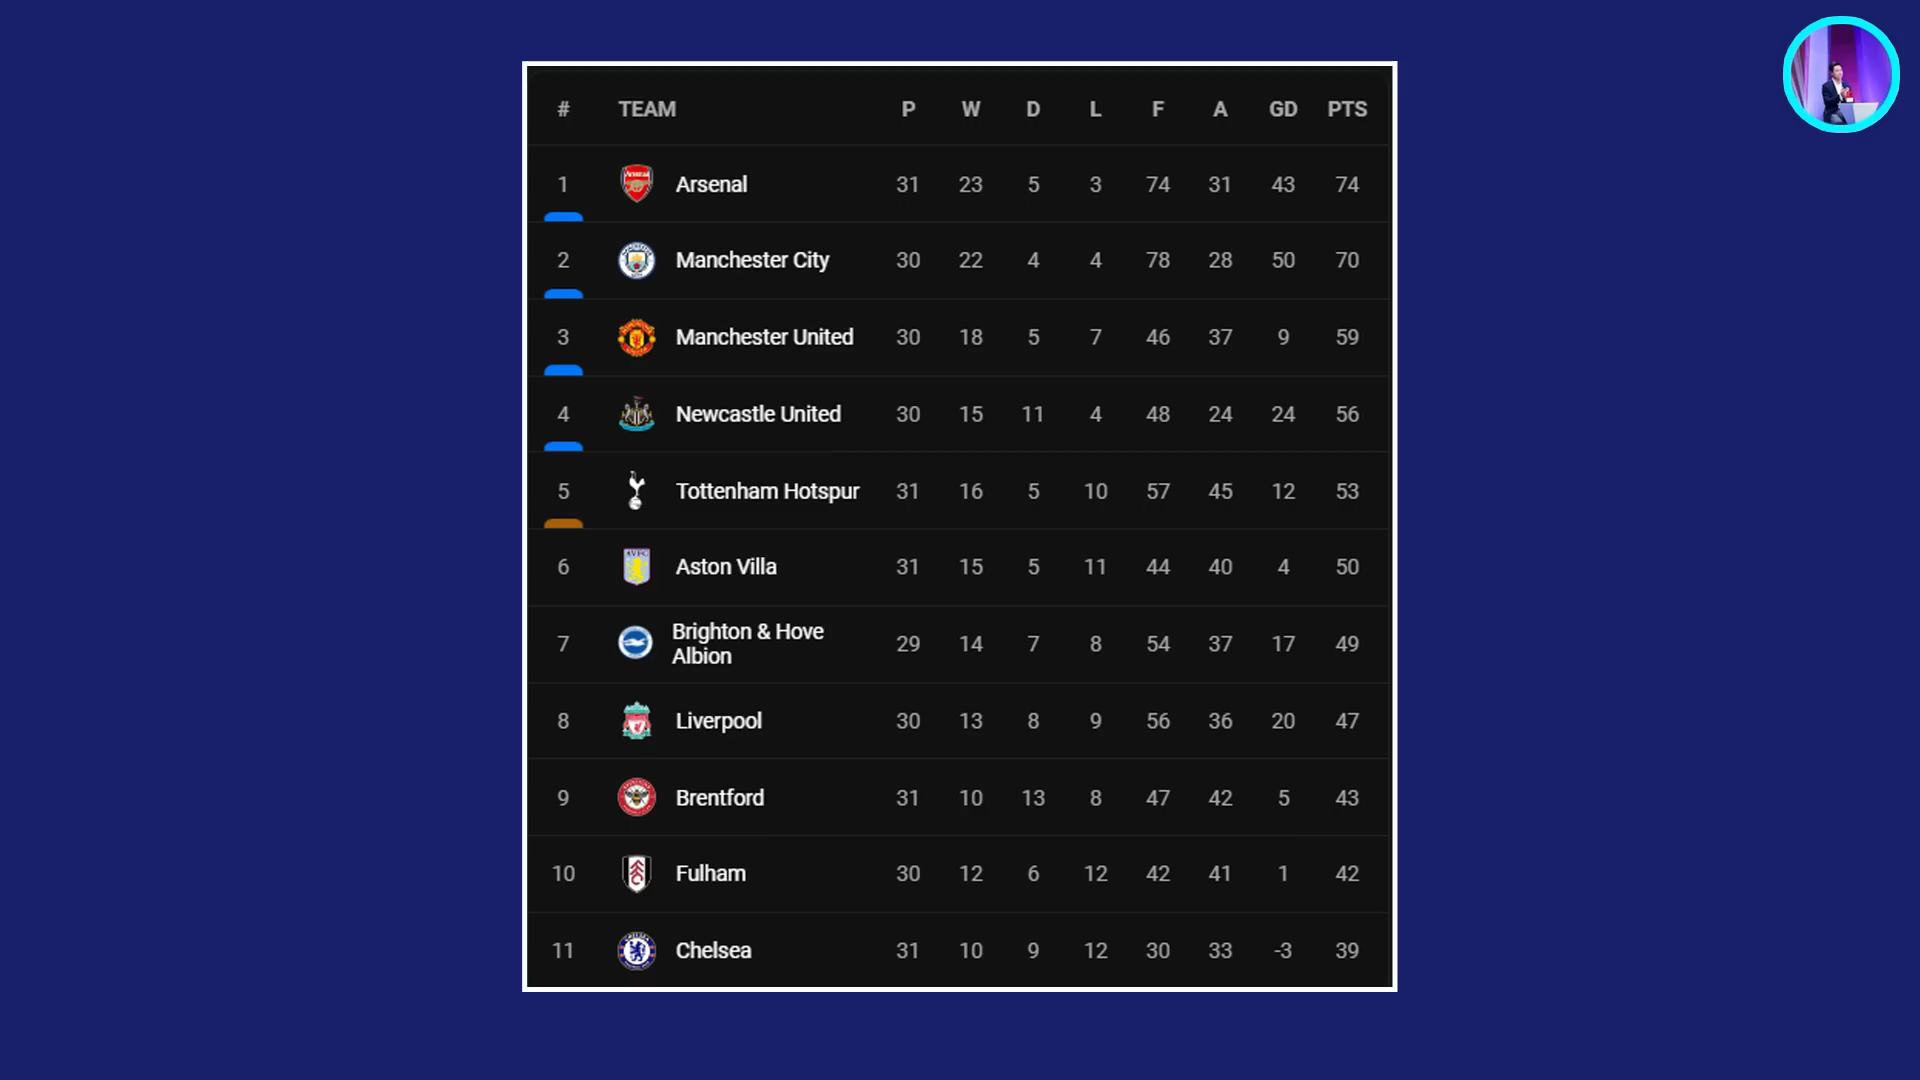 # TEAM P W D L F A GD PTS
1 Arsenal 31 23 5 3 74 31 43 74
2 Manchester City 30 22 4 4 78 28 50 70
3 Manchester United 30 18 5 7 46 37 9 59
4 Newcastle United 30 15 11 4 48 24 24 56
5 Tottenham Hotspur 31 16 5 10 57 45 12 53
6 Aston Villa 31 15 5 11 44 40 4 50
7 Brighton & Hove
Albion 29 14 7 8 54 37 17 49
8 Liverpool 30 13 8 9 56 36 20 47
9 Brentford 31 10 13 8 47 42 5 43
10 Fulham 30 12 6 12 42 41 1 42
11 Chelsea 31 10 9 12 30 33 -3 39